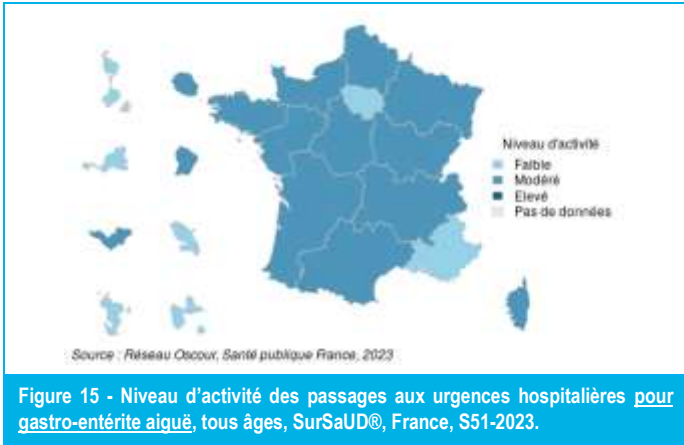 Niveau d'activité
Faible
Modéré
Elevé
Pas de données
Source : Réseau Oscour, Santé publique France, 2023
Figure 15 - Niveau d’activité des passages aux urgences hospitalières pour
gastro-entérite aiguë, tous âges, SurSaUD®, France, S51-2023.